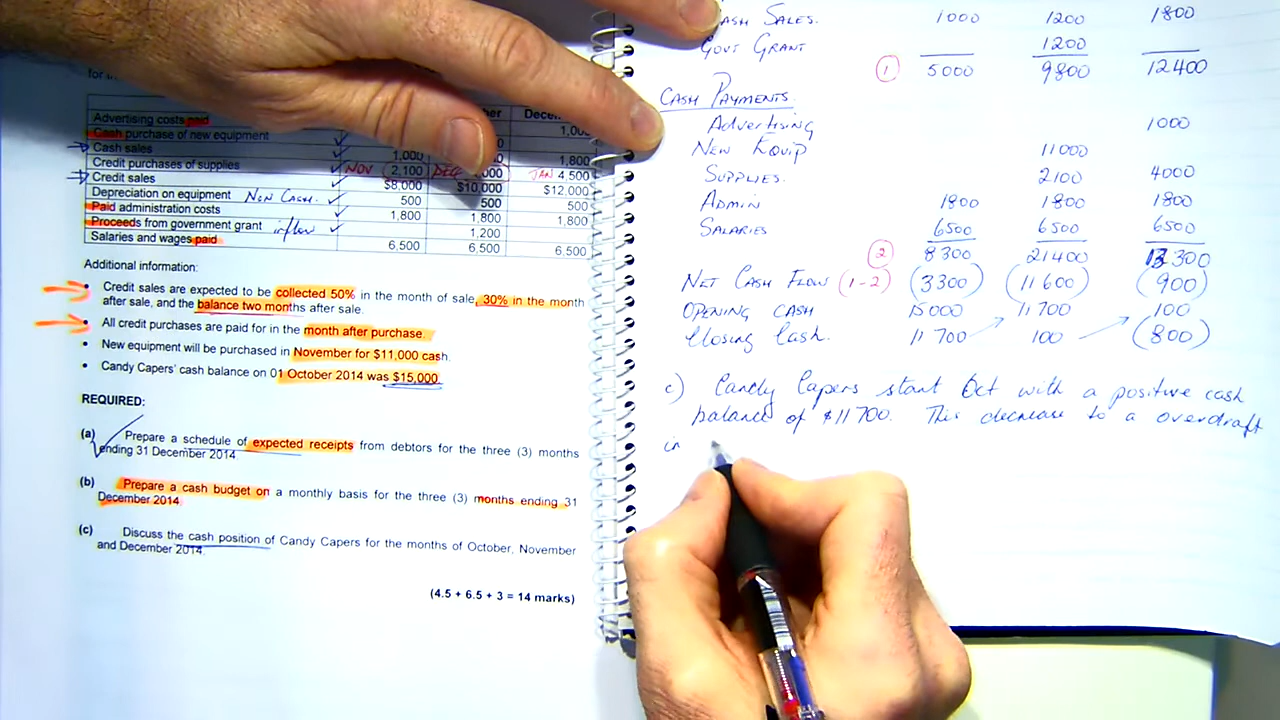 for th
ber Dece
Advertising costs paid 1,000
Cash purchase of new equipment
Cash sales 1,000 1,800
Credit purchases of supplies NOV 2,100 DEC 000 JAN 4,500
Credit sales $8,000 $10,000 $12,000
Depreciation on equipment NON CASH. 500 500 500
Paid administration costs 1,800 1,800 1,800
Proceeds from government grant inflow 1,200
Salaries and wages paid 6,500 6,500 6,500
Additional information:
• Credit sales are expected to be collected 50% in the month of sale, 30% in the month
after sale, and the balance two months after sale.
• All credit purchases are paid for in the month after purchase.
• New equipment will be purchased in November for $11,000 cash.
• Candy Capers' cash balance on 01 October 2014 was $15,000
REQUIRED:
(a) Prepare a schedule of expected receipts from debtors for the three (3) months
ending 31 December 2014
(b) Prepare a cash budget on a monthly basis for the three (3) months ending 31
December 2014
(c) Discuss the cash position of Candy Capers for the months of October, November
and December 2014.
(4.5 + 6.5 + 3 = 14 marks)
ASH SALES. 1000 1200 1800
GOVT GRANT 1200
1 5000 9800 12400
CASH PAYMENTS.
Advertising 1000
NEW EQUIP 11000
SUPPLIES. 2100 4000
ADMIN 1800 1800 1800
SALARIES 6500 6500 6500
2 8300 21400 13300
NET CASH FLOW (1-2) (3300) (11600) (900)
OPENING CASH 15000 11700 100
Closing Cash. 11700 100 (800)
c) Candy Capers start Oct with a positive cash
balance of $11700. This decrease to a overdraft
in